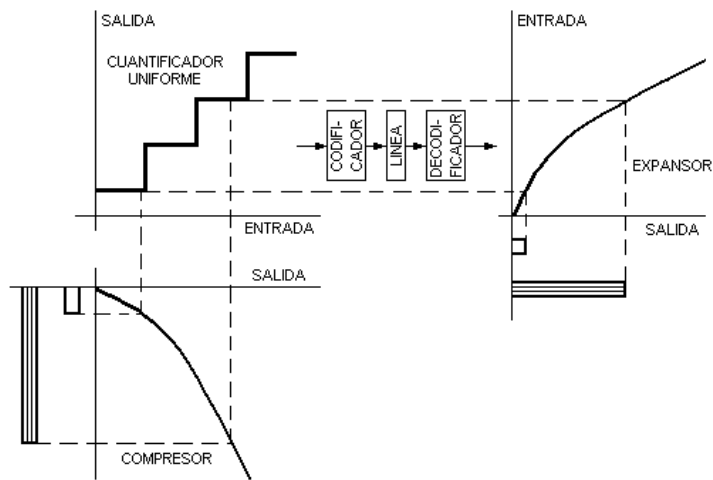 SALIDA
CUANTIFICADOR
UNIFORME
ENTRADA
CODIFI-
CADOR
LINEA
DECODI-
FICADOR
ENTRADA
EXPANSOR
SALIDA
SALIDA
COMPRESOR